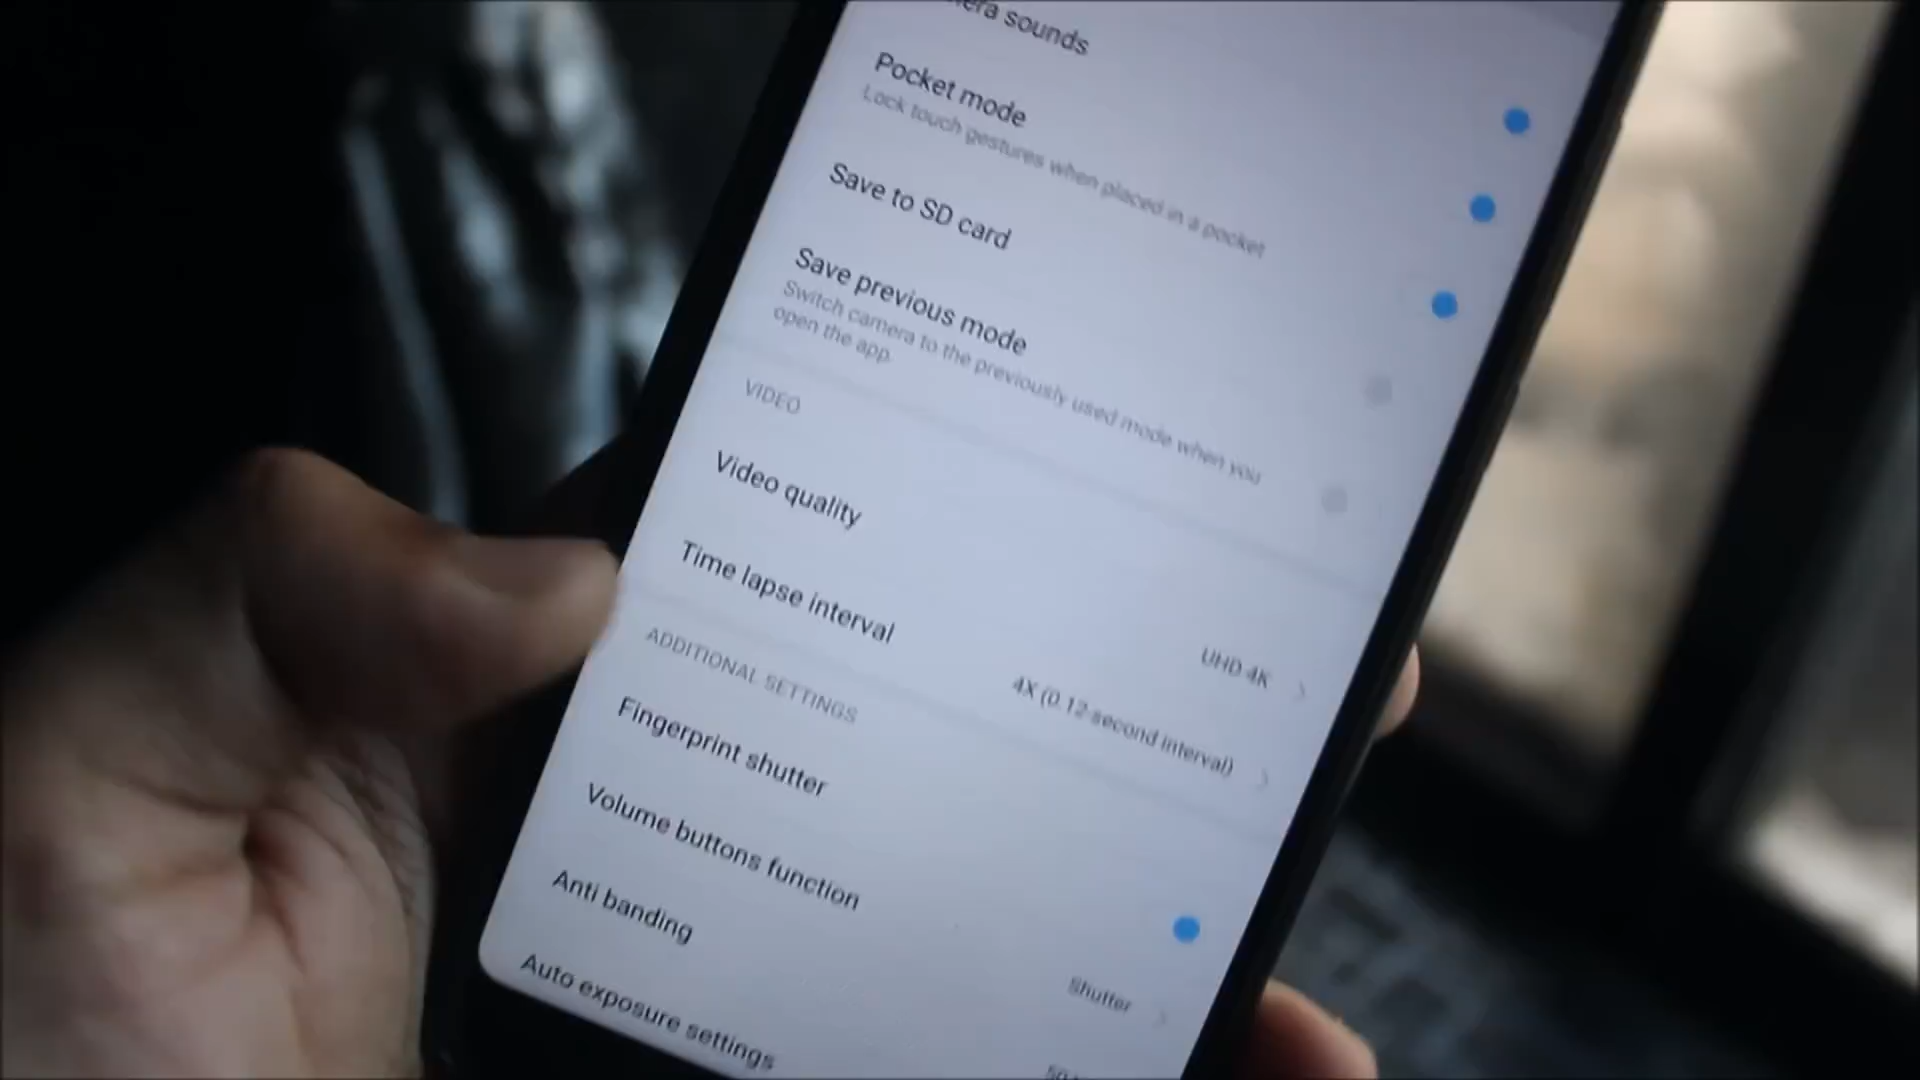 sounds
Pocket mode
Lock touch gestures when placed in a pocket
Save to SD card
Save previous mode
Switch camera to the previously used mode when you
open the app.
VIDEO
Video quality
UHD 4K
Time lapse interval
4X (0.12 second interval)
ADDITIONAL SETTINGS
Fingerprint shutter
Volume buttons function
Shutter
Anti banding
Auto exposure settings